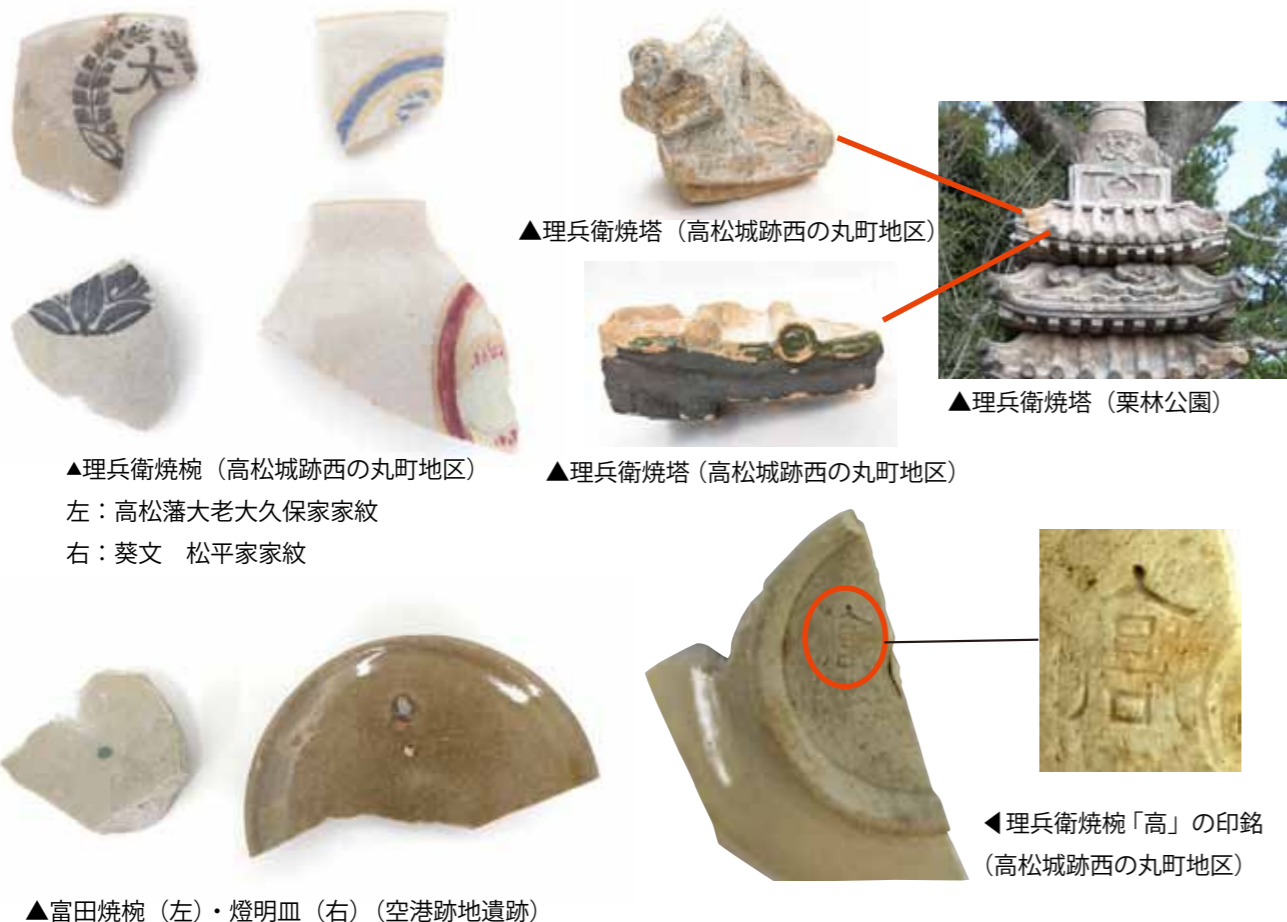 大
▲理兵衛焼塔（高松城跡西の丸町地区）
▲理兵衛焼塔（栗林公園）
▲理兵衛焼椀（高松城跡西の丸町地区）
左：高松藩大老大久保家家紋
右：葵文　松平家家紋
▲理兵衛焼塔（高松城跡西の丸町地区）
高
高
◀理兵衛焼椀「高」の印銘
（高松城跡西の丸町地区）
▲富田焼椀（左）・燈明皿（右）（空港跡地遺跡）